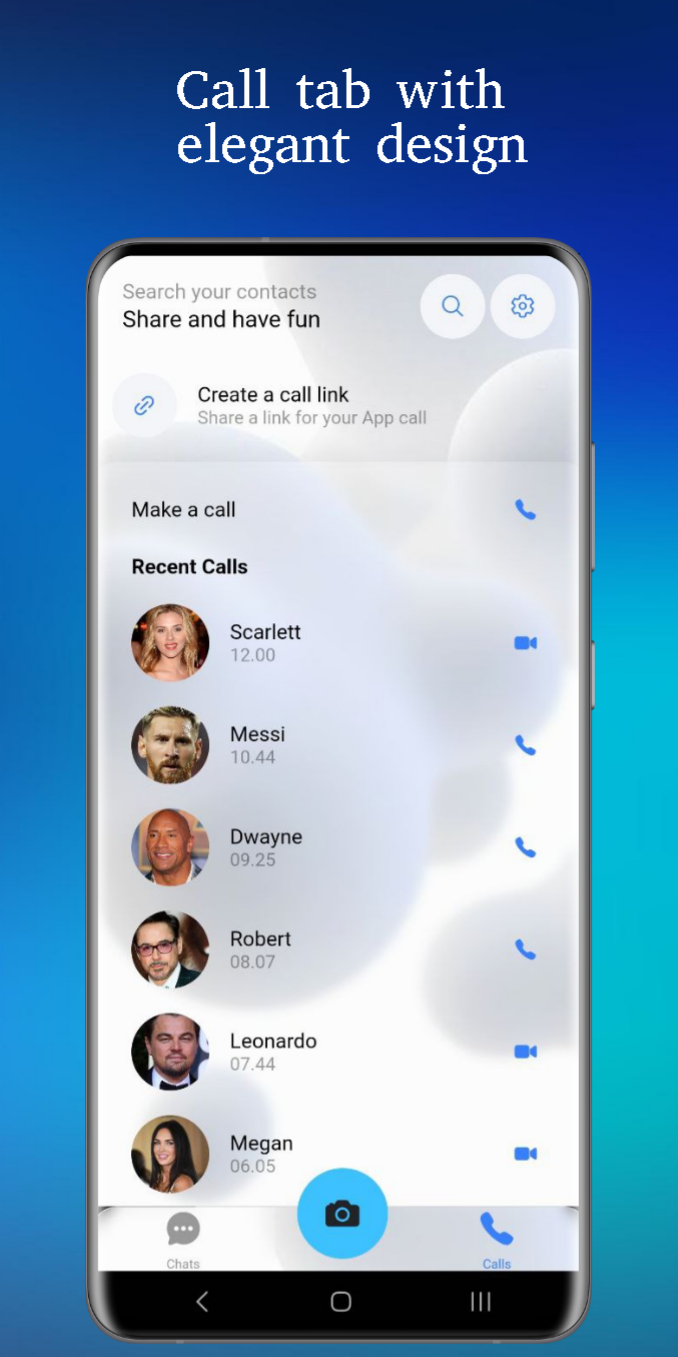 Call tab with
elegant design
Search your contacts
Share and have fun
Create a call link
Share a link for your App call
Make a call
Recent Calls
Scarlett
12.00
Messi
10.44
Dwayne
09.25
Robert
08.07
Leonardo
07.44
Megan
06.05
Chats
Calls